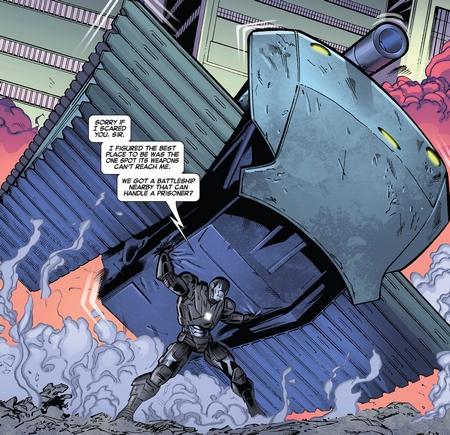 SORRY IF
I SCARED
YOU, SIR.
I FIGURED THE BEST
PLACE TO BE WAS THE
ONE SPOT ITS WEAPONS
CAN'T REACH ME.
WE GOT A BATTLESHIP
NEARBY THAT CAN
HANDLE A PRISONER?